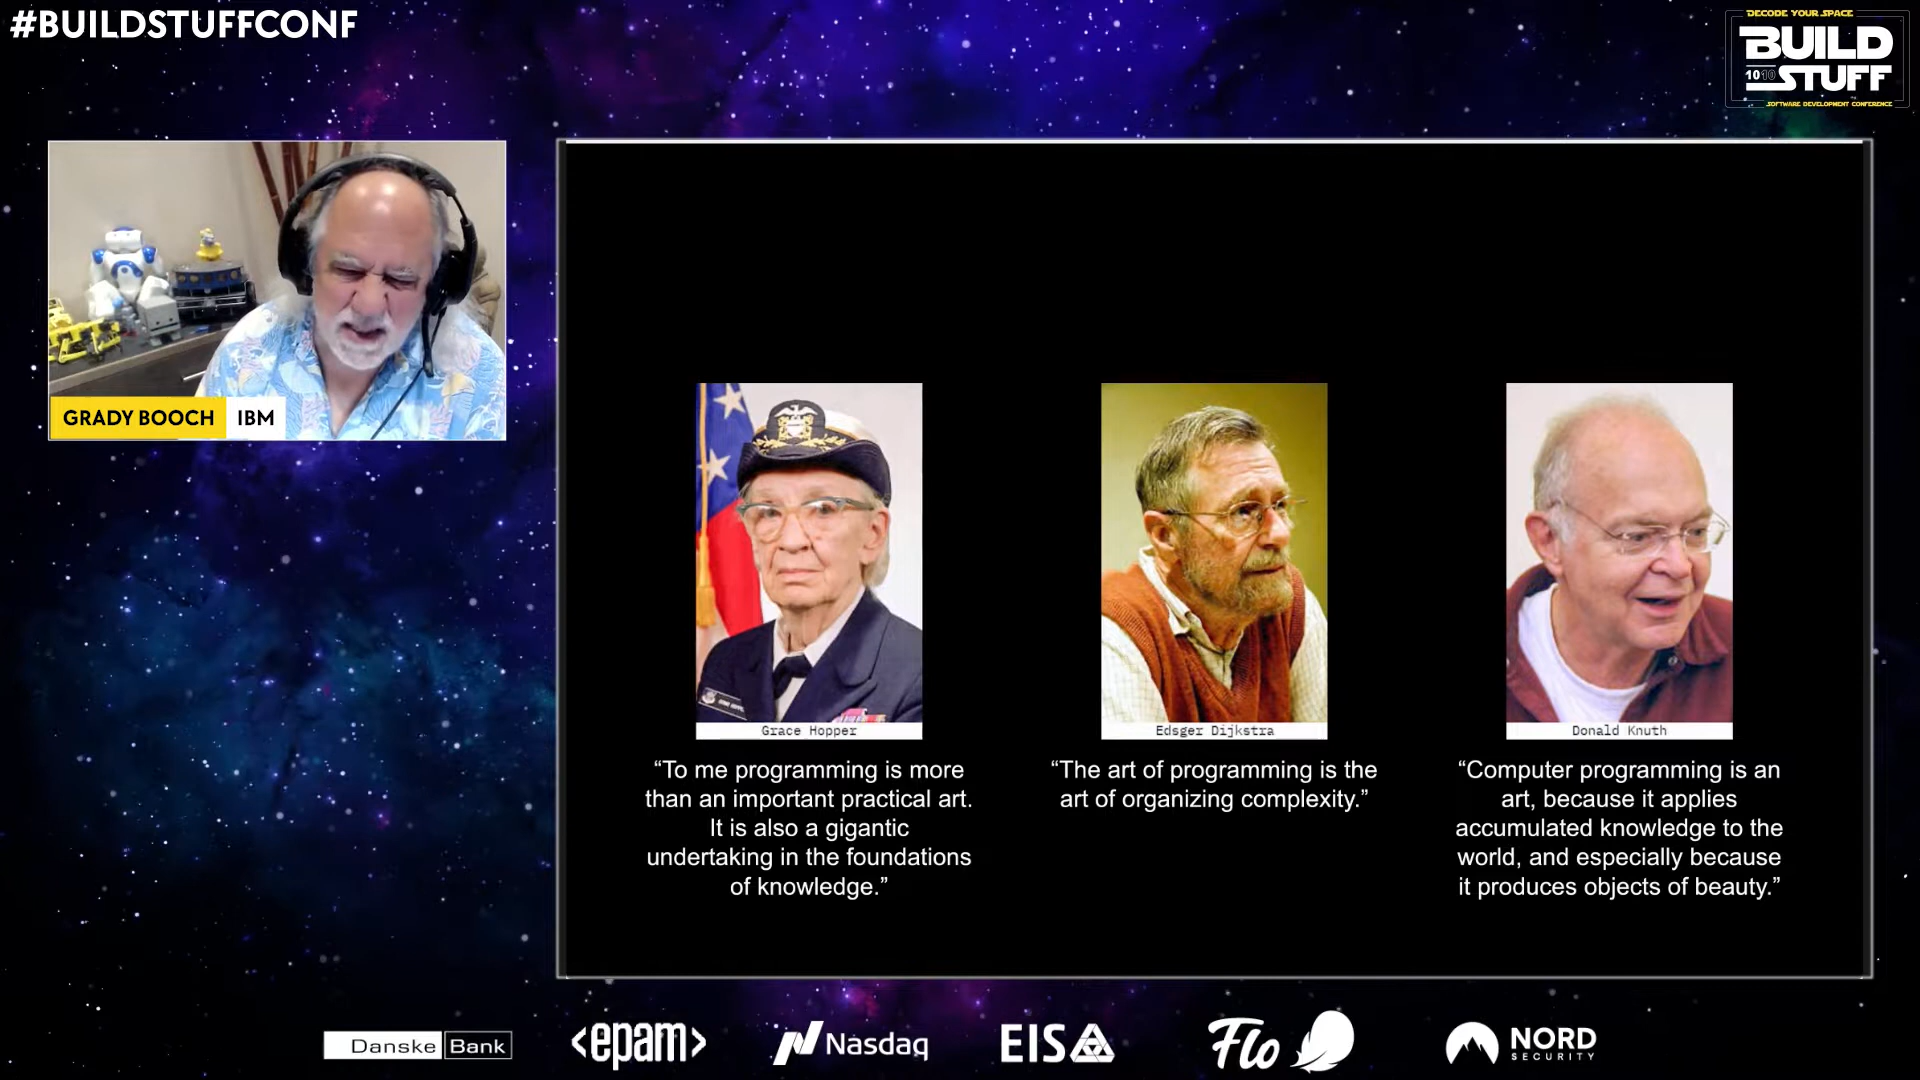 #BUILDSTUFFCONF
DECODE YOUR SPACE
BUILD
1010 STUFF
SOFTWARE DEVELOPMENT CONFERENCE
GRADY BOOCH IBM
Grace Hopper
“To me programming is more
than an important practical art.
It is also a gigantic
undertaking in the foundations
of knowledge.”
Edsger Dijkstra
“The art of programming is the
art of organizing complexity.”
Donald Knuth
“Computer programming is an
art, because it applies
accumulated knowledge to the
world, and especially because
it produces objects of beauty.”
Danske Bank
<epam>
Nasdaq
EIS
Flo
NORD
SECURITY